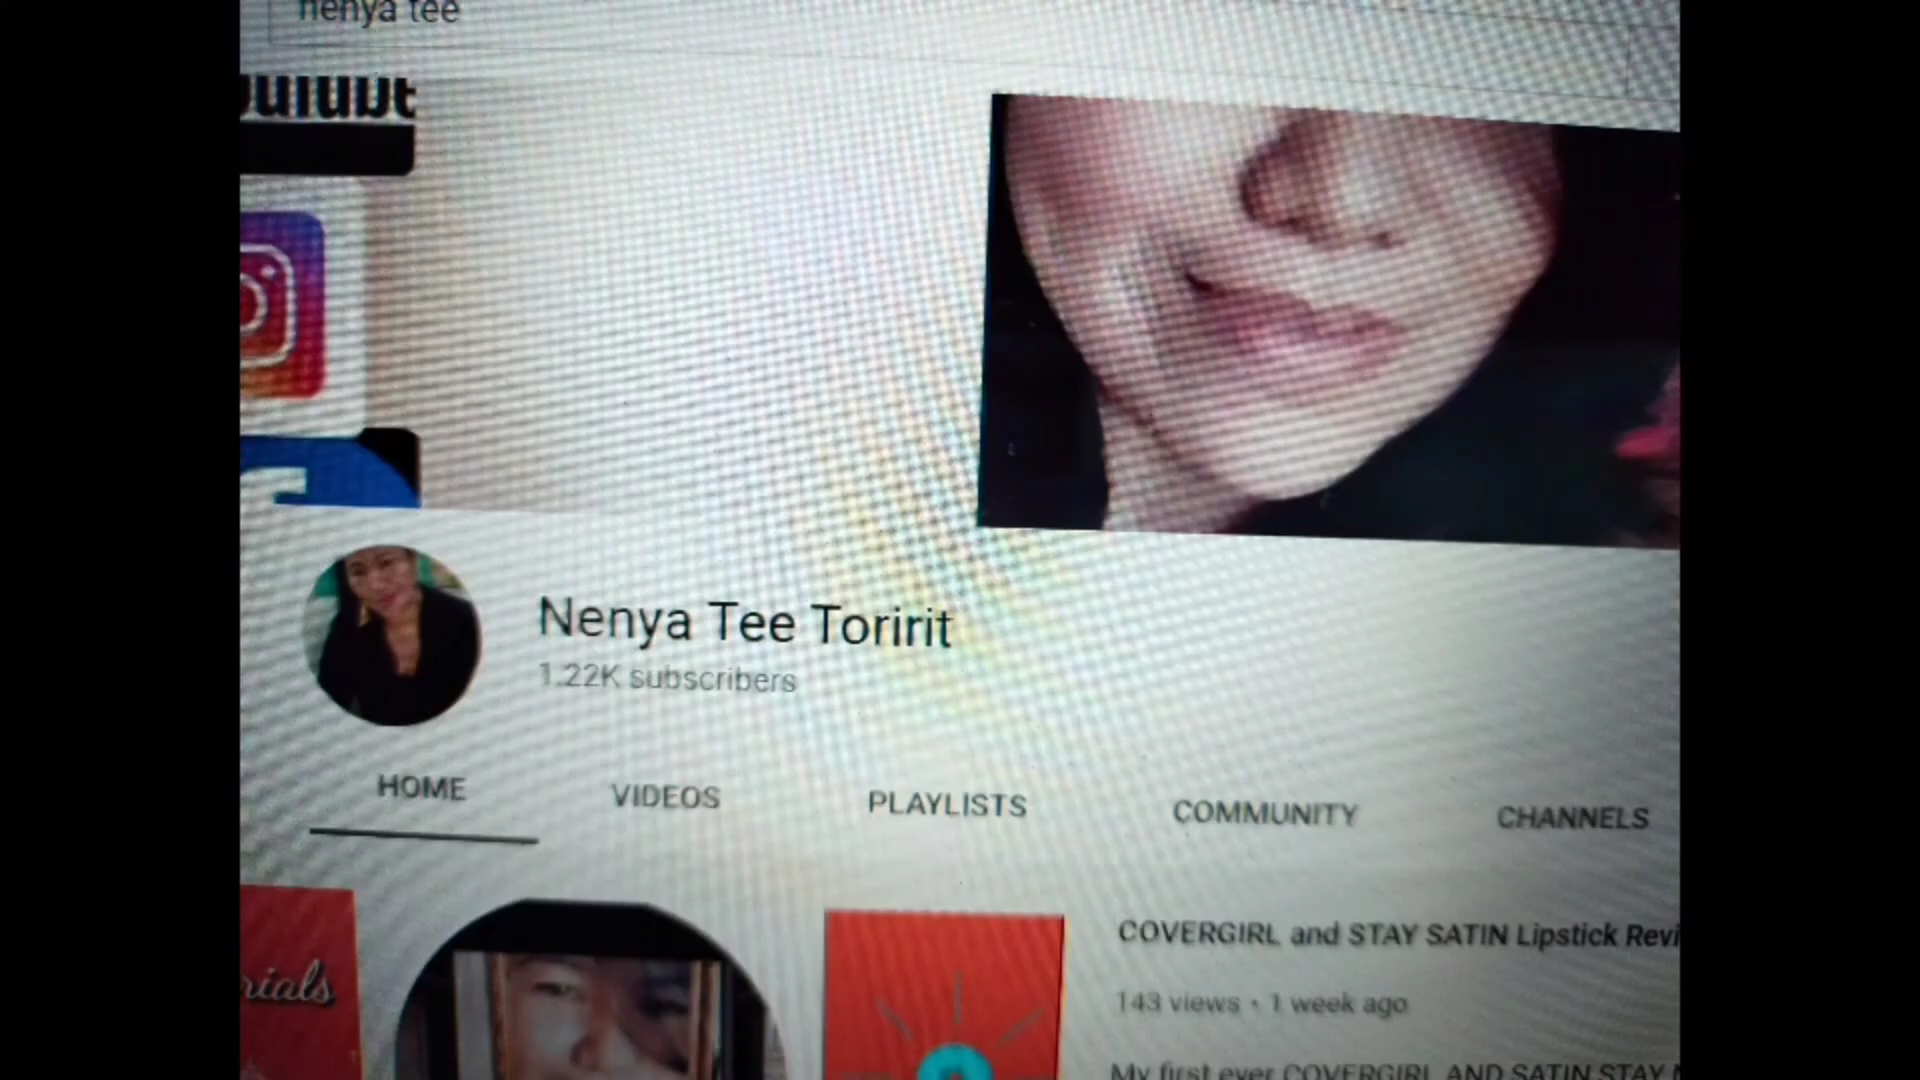 nenya tee
Nenya Tee Toririt
1.22K subscribers
HOME VIDEOS PLAYLISTS COMMUNITY CHANNELS
rials
COVERGIRL and STAY SATIN Lipstick Revi
143 views • 1 week ago
My first ever COVERGIRL AND SATIN STAY